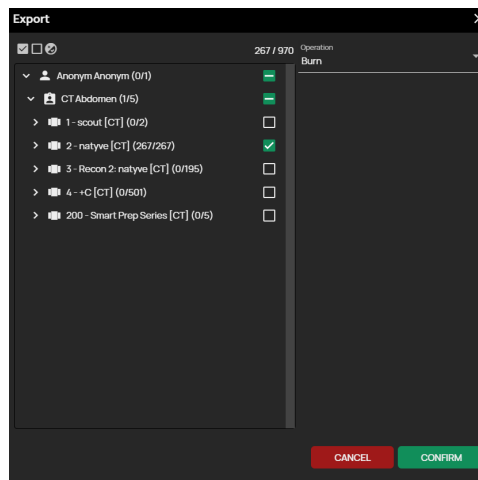 Export
267 / 970
Operation
Burn
Anonym Anonym (0/1)
CT Abdomen (1/5)
1 - scout [CT] (0/2)
2 - natyve [CT] (267/267)
3 - Recon 2: natyve [CT] (0/195)
4 - +C [CT] (0/501)
200 - Smart Prep Series [CT] (0/5)
CANCEL
CONFIRM